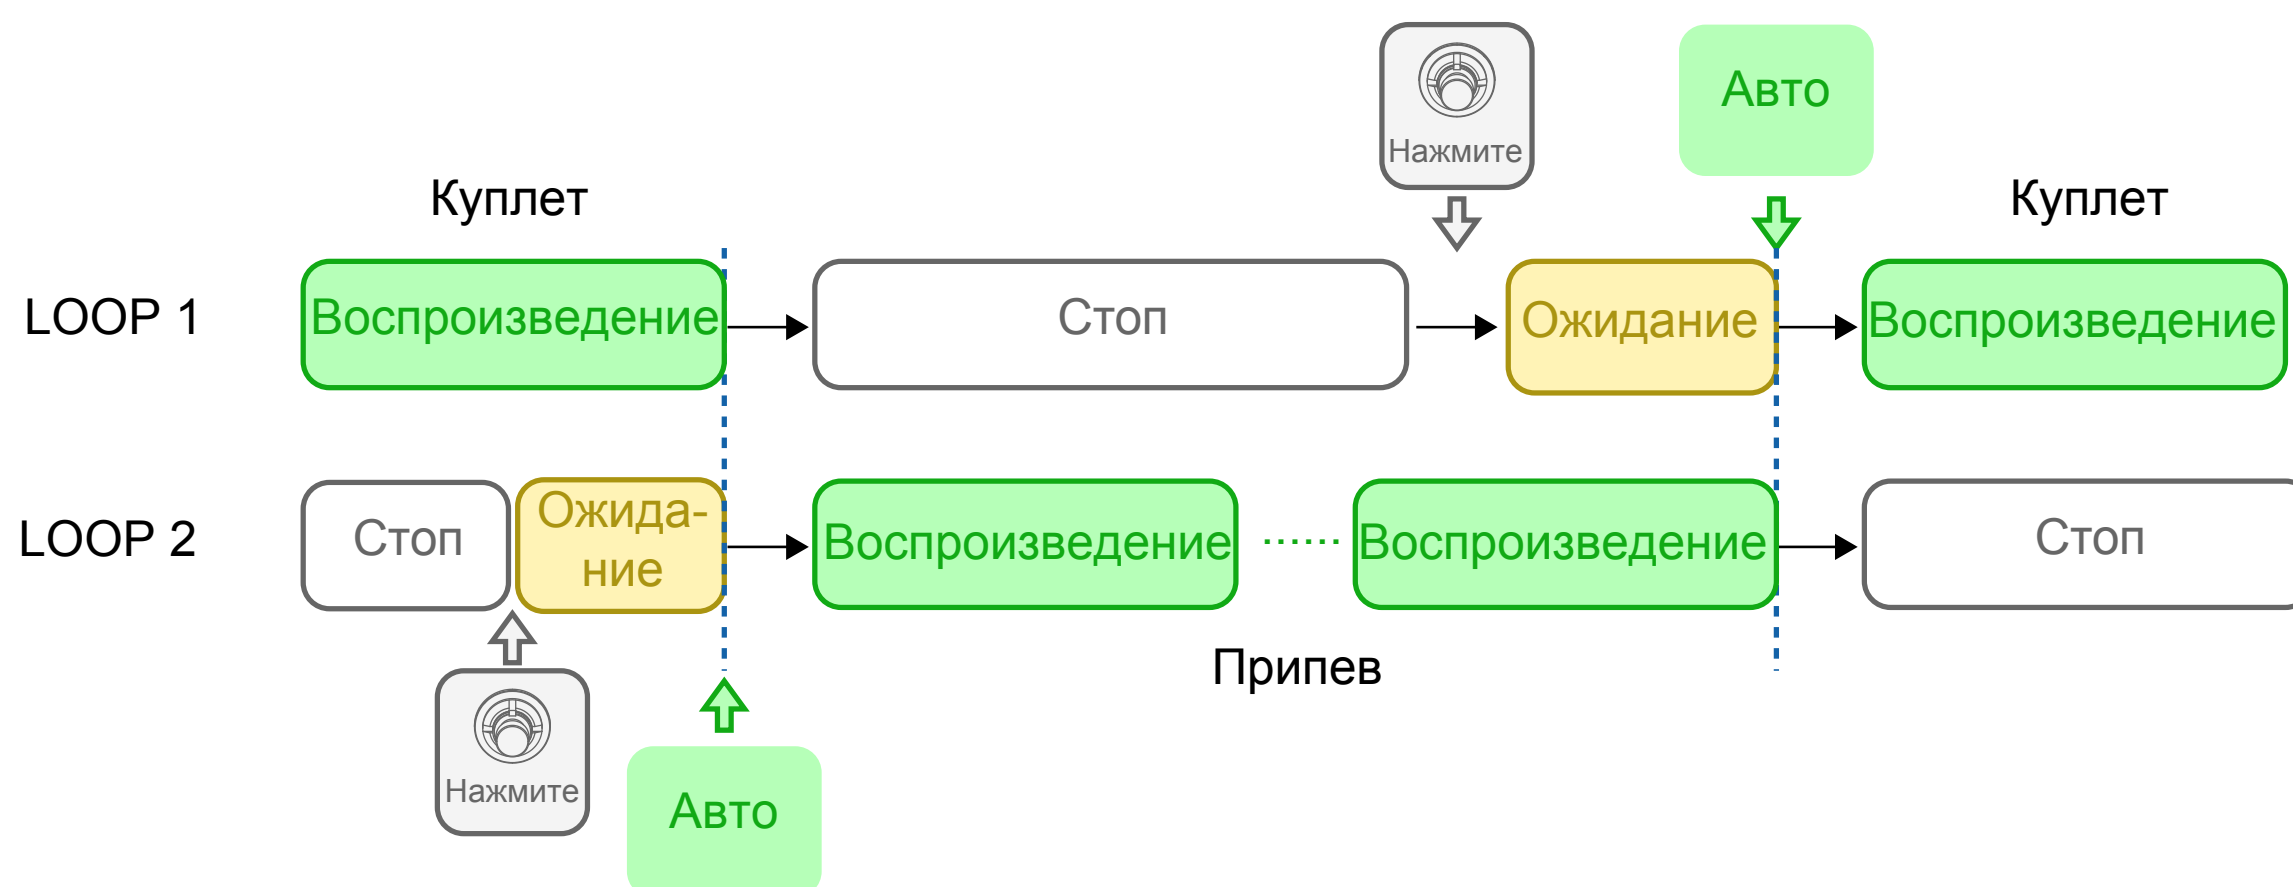 Нажмите
Авто
Куплет
Куплет
LOOP 1
Воспроизведение
Стоп
Ожидание
Воспроизведение
LOOP 2
Стоп
Ожида-
ние
Воспроизведение
......
Воспроизведение
Стоп
Припев
Нажмите
Авто